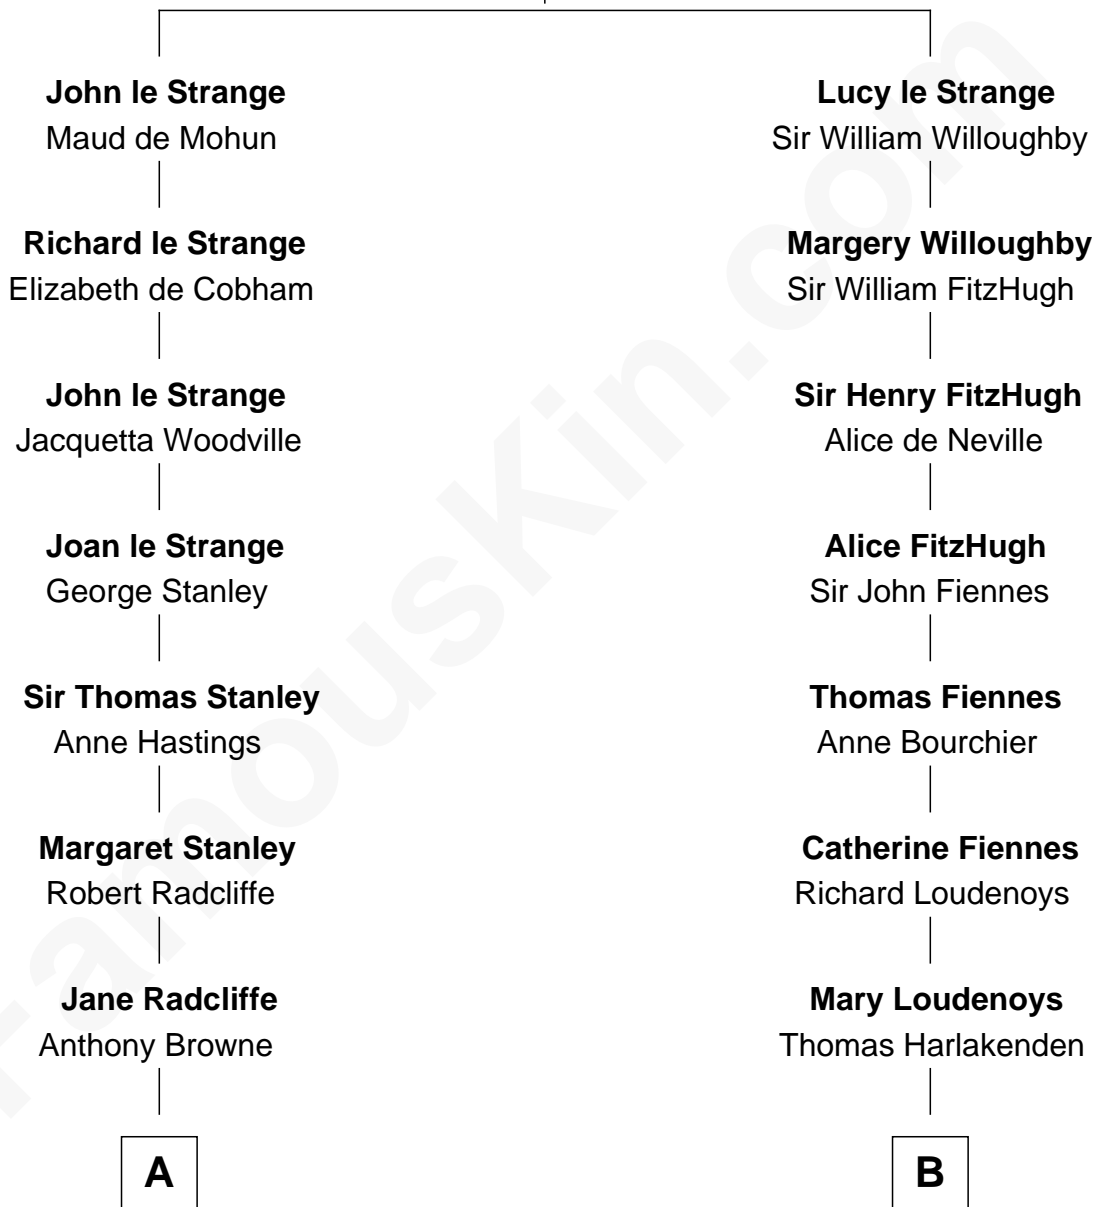 John le Strange
Maud de Mohun
Lucy le Strange
Sir William Willoughby
Richard le Strange
Elizabeth de Cobham
Margery Willoughby
Sir William FitzHugh
John le Strange
Jacquetta Woodville
Sir Henry FitzHugh
Alice de Neville
Joan le Strange
George Stanley
Alice FitzHugh
Sir John Fiennes
Sir Thomas Stanley
Anne Hastings
Thomas Fiennes
Anne Bourchier
Margaret Stanley
Robert Radcliffe
Catherine Fiennes
Richard Loudenoys
Jane Radcliffe
Anthony Browne
Mary Loudenoys
Thomas Harlakenden
A
B
FamousKin.com